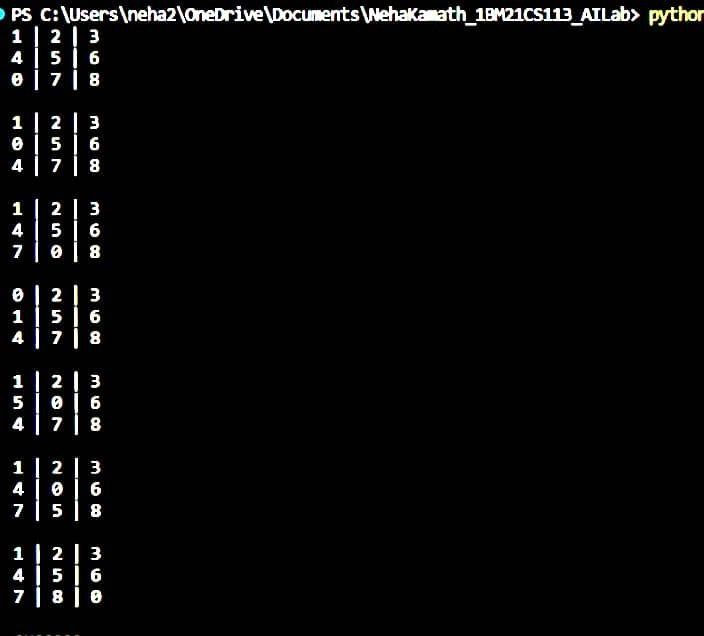 PS C:\Users\neha2\OneDrive\Documents\NehaKamath_1BM21CS113_AILab> python
1 | 2 | 3
4 | 5 | 6
0 | 7 | 8
1 | 2 | 3
0 | 5 | 6
4 | 7 | 8
1 | 2 | 3
4 | 5 | 6
7 | 0 | 8
0 | 2 | 3
1 | 5 | 6
4 | 7 | 8
1 | 2 | 3
5 | 0 | 6
4 | 7 | 8
1 | 2 | 3
4 | 0 | 6
7 | 5 | 8
1 | 2 | 3
4 | 5 | 6
7 | 8 | 0